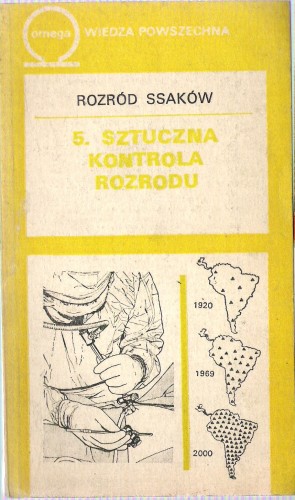 omega
WIEDZA POWSZECHNA
ROZRÓD SSAKÓW
5. SZTUCZNA
KONTROLA
ROZRODU
1920
1969
2000